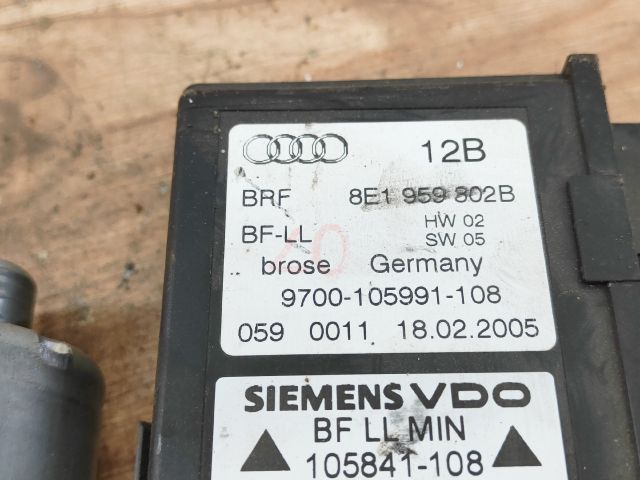 12B
BRF 8E1 959 802B
BF-LL HW 02
SW 05
brose Germany
9700-105991-108
059 0011 18.02.2005
SIEMENS VDO
BF LL MIN
105841-108